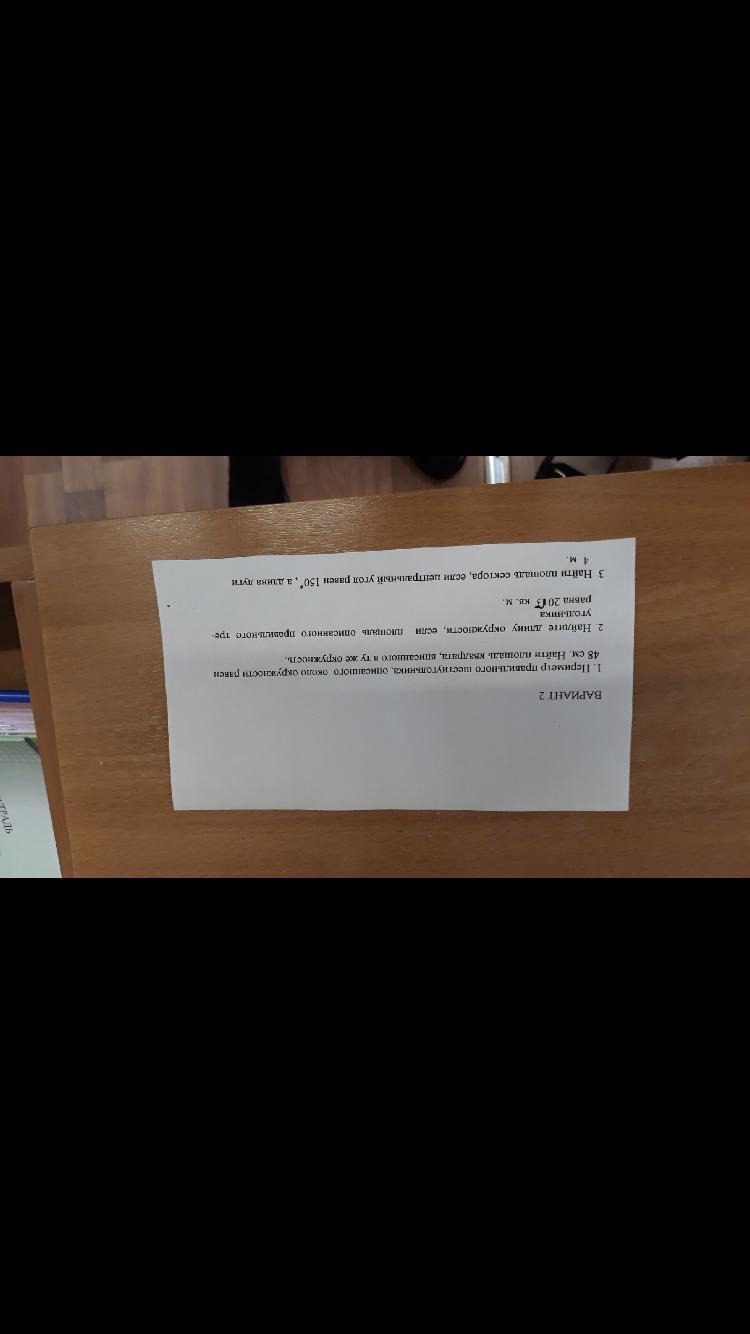 ВАРИАНТ 2
1. Периметр правильного шестиугольника, описанного около окружности равен
48 см. Найти площадь квадрата, вписанного в ту же окружность.
2 Найдите длину окружности, если площадь описанного правильного тре-
угольника
равна 20√3 кв. м.
3 Найти площадь сектора, если центральный угол равен 150°, а длина дуги
4 м.
ЕТРАДЬ